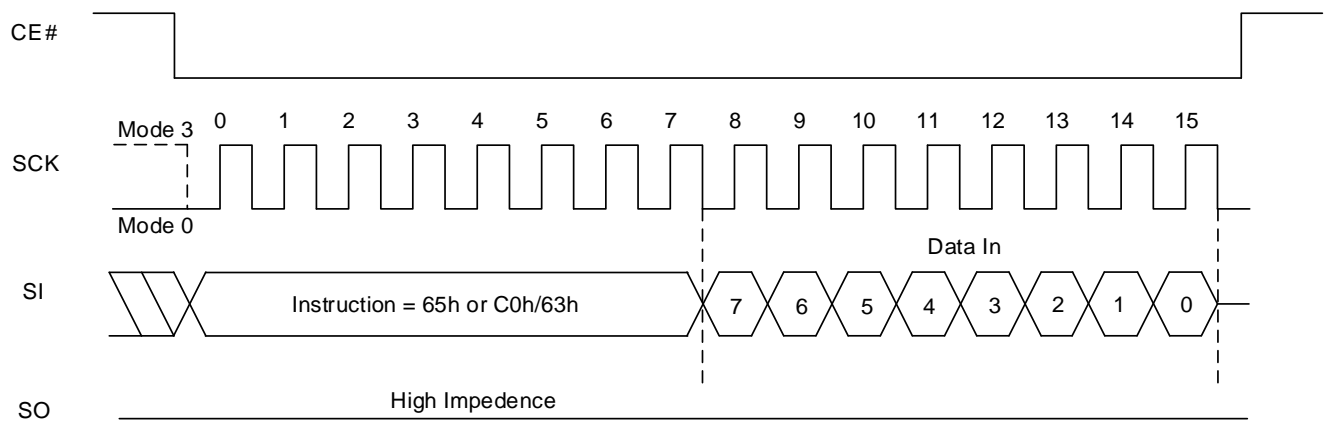 CE#
Mode 3
0 1 2 3 4 5 6 7 8 9 10 11 12 13 14 15
SCK
Mode 0
Data In
SI
Instruction = 65h or C0h/63h
7 6 5 4 3 2 1 0
High Impedence
SO